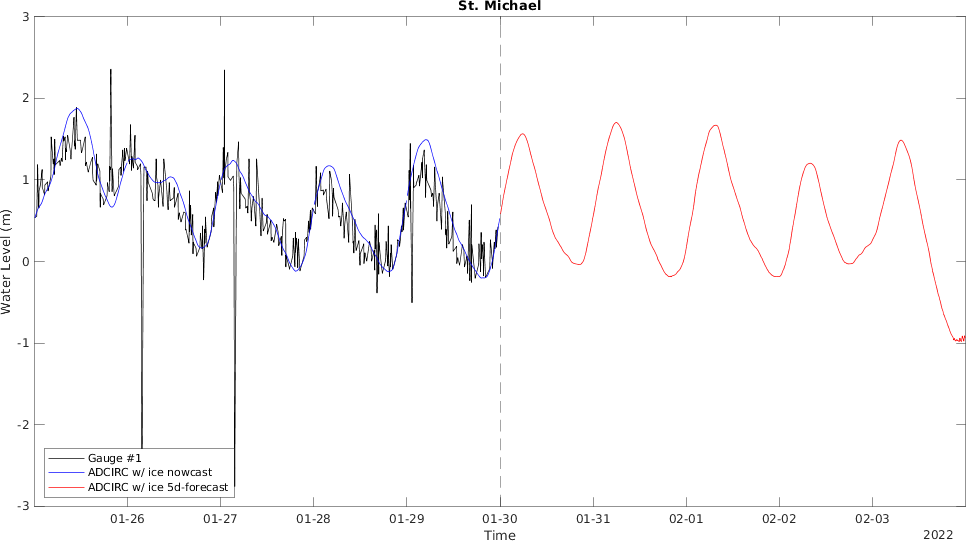 St. Michael
Water Level (m)
3
2
1
0
-1
-2
-3
Gauge #1
ADCIRC w/ ice nowcast
ADCIRC w/ ice 5d-forecast
01-26 01-27 01-28 01-29 01-30 01-31 02-01 02-02 02-03
Time
2022